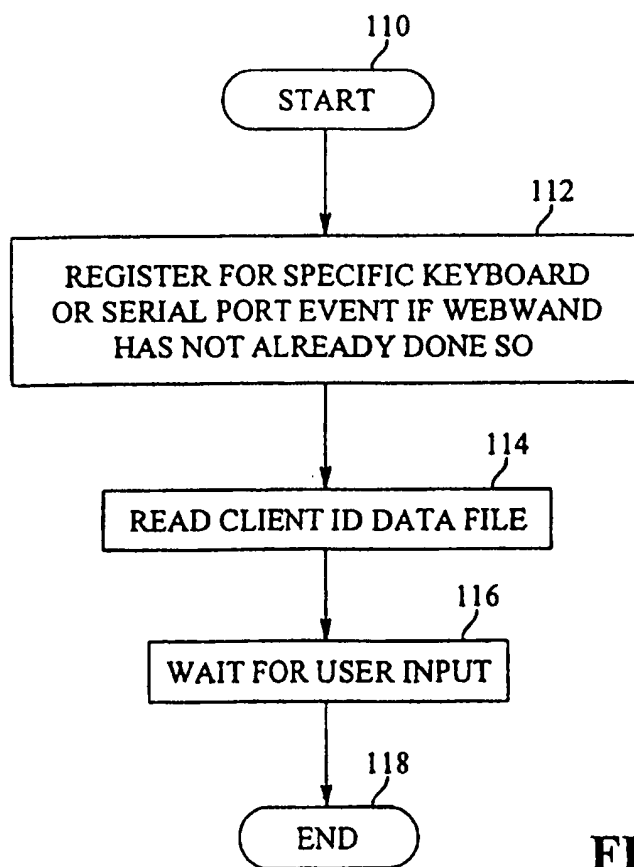 110
START
112
REGISTER FOR SPECIFIC KEYBOARD
OR SERIAL PORT EVENT IF WEBWAND
HAS NOT ALREADY DONE SO
114
READ CLIENT ID DATA FILE
116
WAIT FOR USER INPUT
118
END